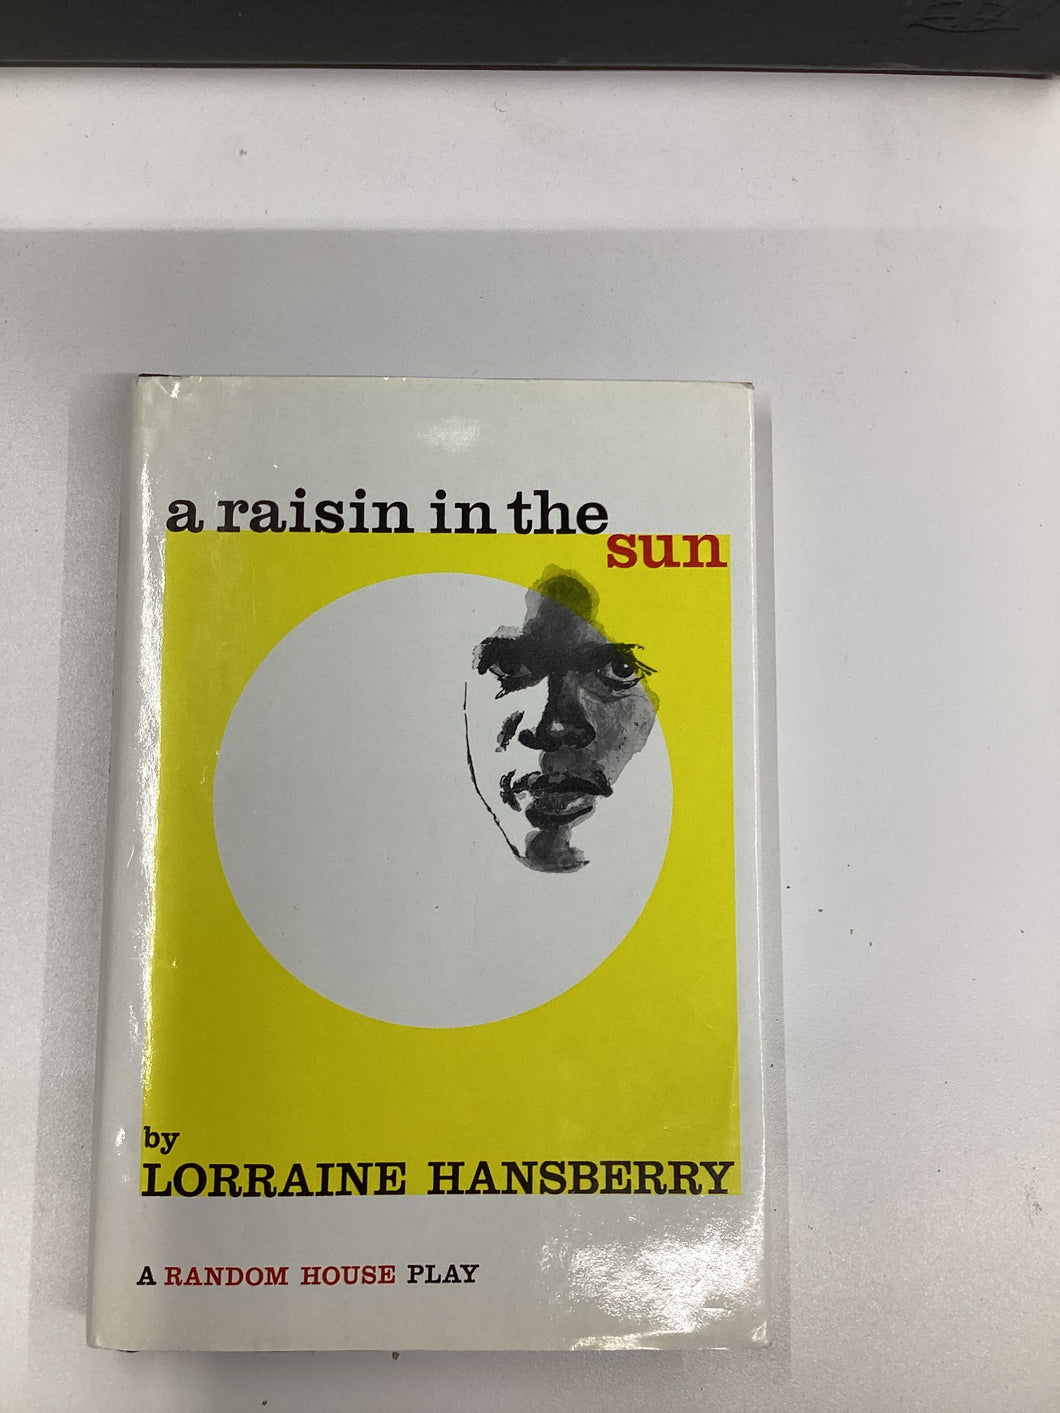 a raisin in the
sun
by
LORRAINE HANSBERRY
A RANDOM HOUSE PLAY